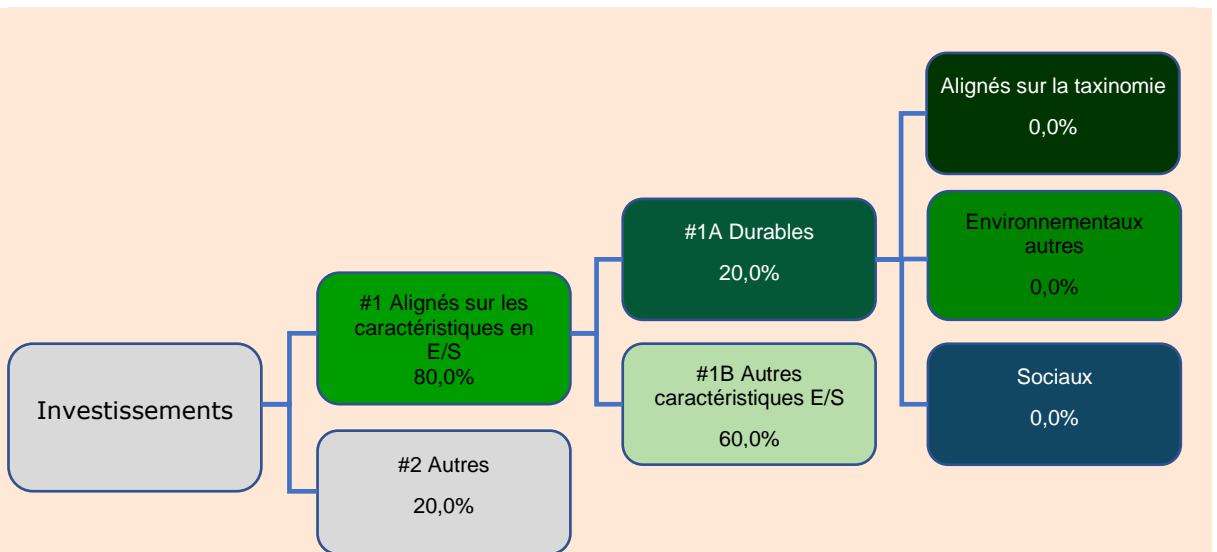 Investissements
#1 Alignés sur les
caractéristiques en
E/S
80,0%
#2 Autres
20,0%
#1A Durables
20,0%
#1B Autres
caractéristiques E/S
60,0%
Alignés sur la taxinomie
0,0%
Environnementaux
autres
0,0%
Sociaux
0,0%